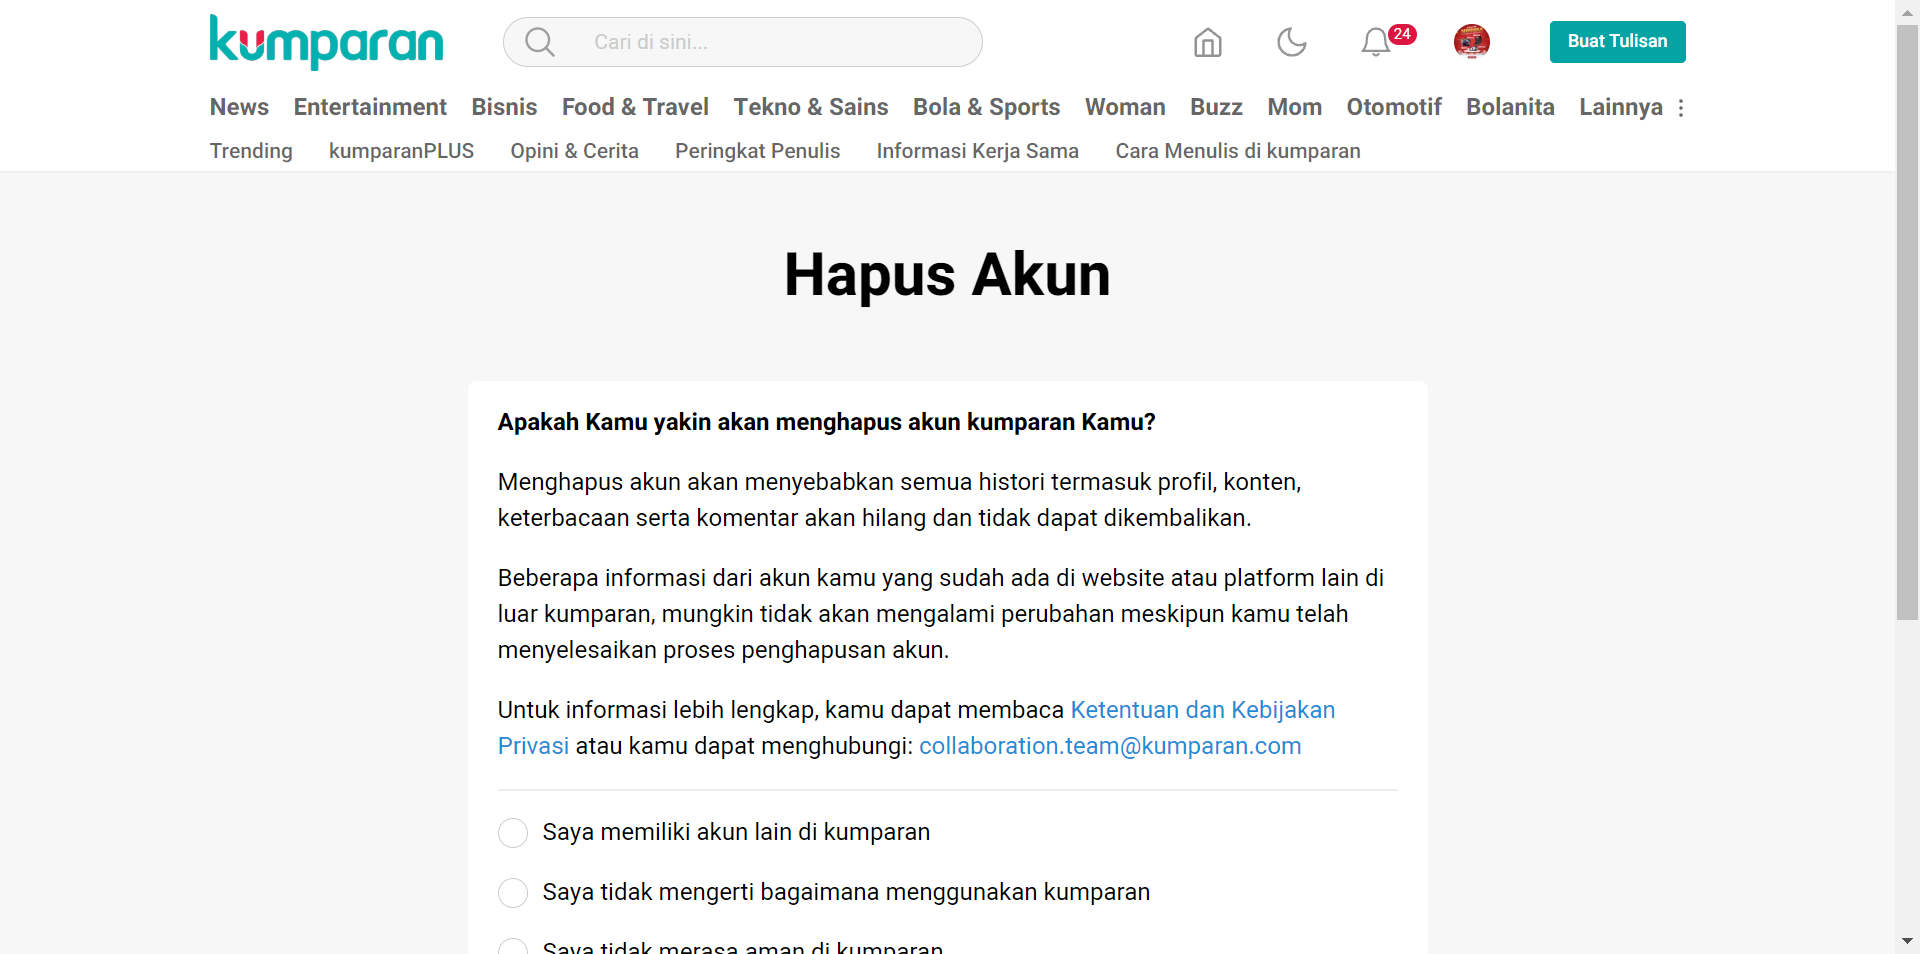 kumparan
Cari di sini...
24
Buat Tulisan
News Entertainment Bisnis Food & Travel Tekno & Sains Bola & Sports Woman Buzz Mom Otomotif Bolanita Lainnya
Trending kumparanPLUS Opini & Cerita Peringkat Penulis Informasi Kerja Sama Cara Menulis di kumparan
Hapus Akun
Apakah Kamu yakin akan menghapus akun kumparan Kamu?
Menghapus akun akan menyebabkan semua histori termasuk profil, konten,
keterbacaan serta komentar akan hilang dan tidak dapat dikembalikan.
Beberapa informasi dari akun kamu yang sudah ada di website atau platform lain di
luar kumparan, mungkin tidak akan mengalami perubahan meskipun kamu telah
menyelesaikan proses penghapusan akun.
Untuk informasi lebih lengkap, kamu dapat membaca Ketentuan dan Kebijakan
Privasi atau kamu dapat menghubungi: collaboration.team@kumparan.com
Saya memiliki akun lain di kumparan
Saya tidak mengerti bagaimana menggunakan kumparan
Saya tidak merasa aman di kumparan